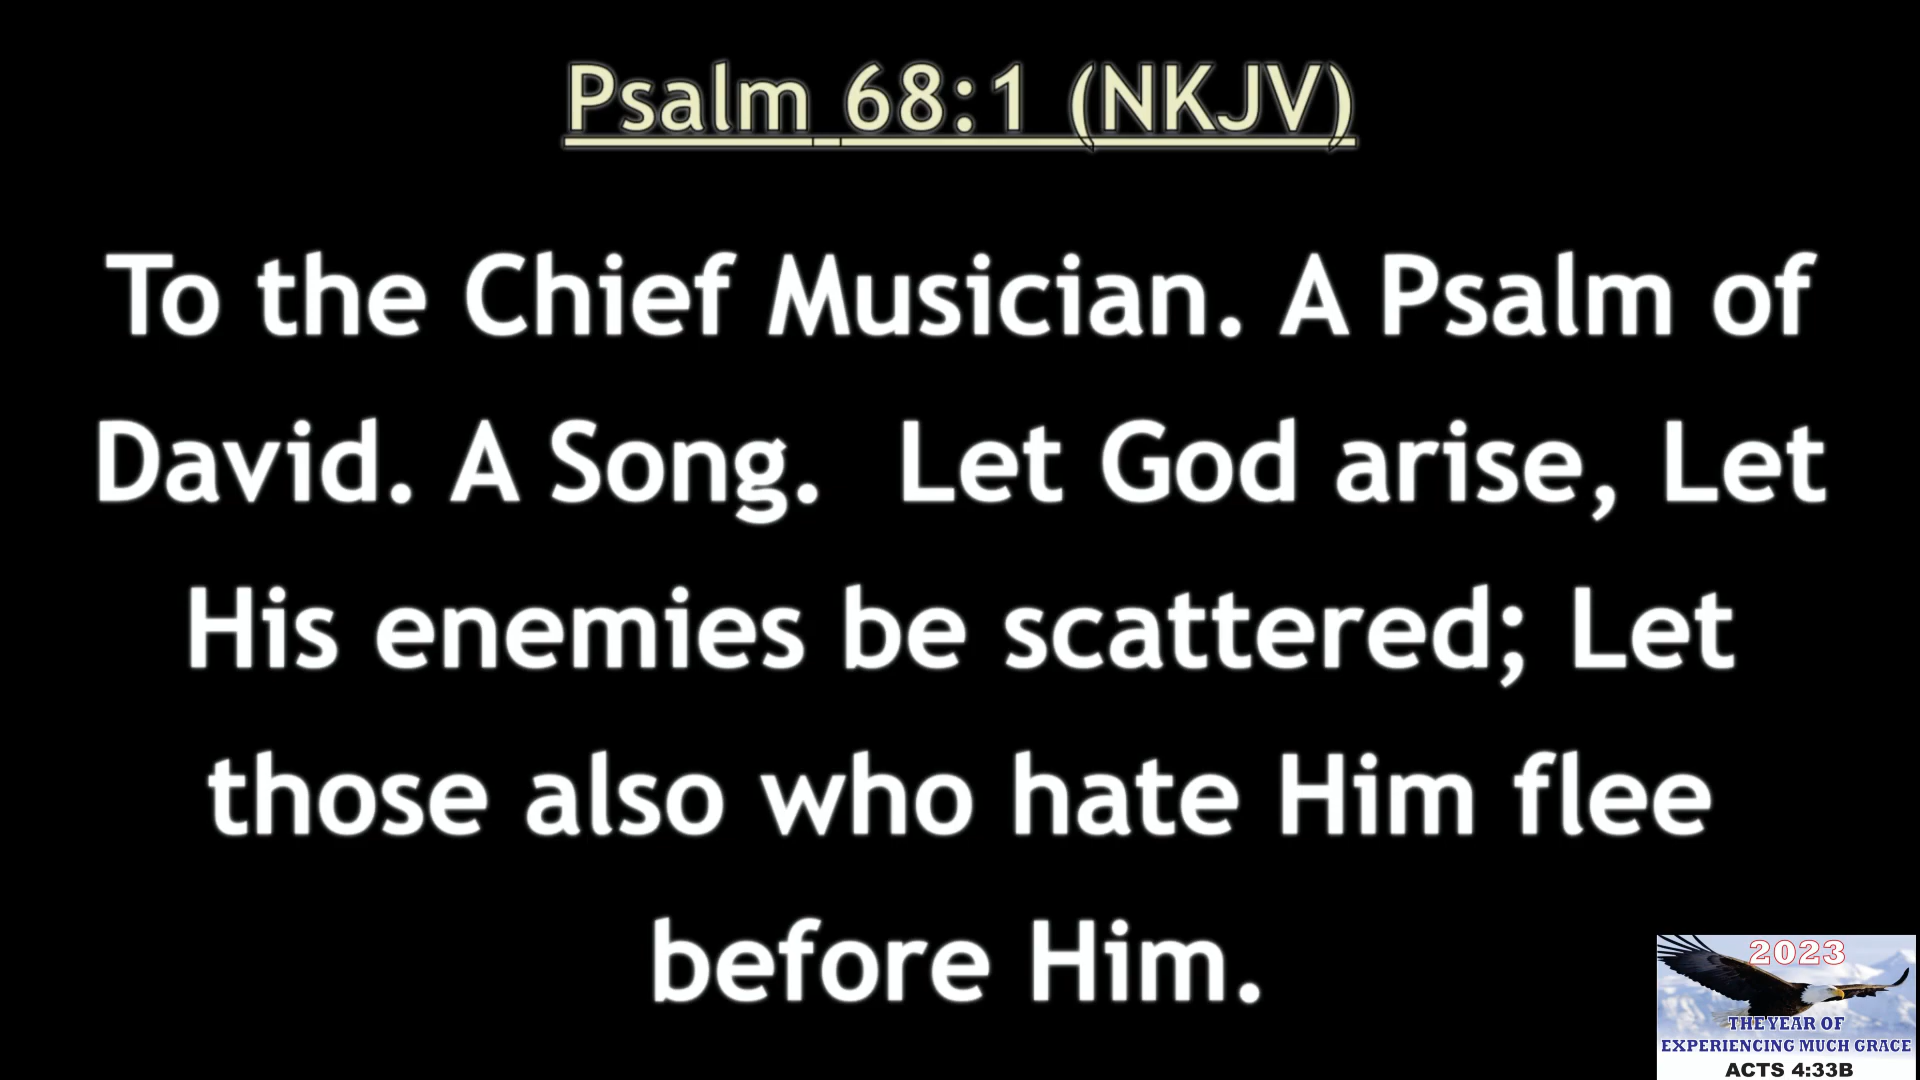 Psalm 68:1 (NKJV)
To the Chief Musician. A Psalm of
David. A Song.  Let God arise, Let
His enemies be scattered; Let
those also who hate Him flee
before Him.
2023
THE YEAR OF
EXPERIENCING MUCH GRACE
ACTS 4:33B